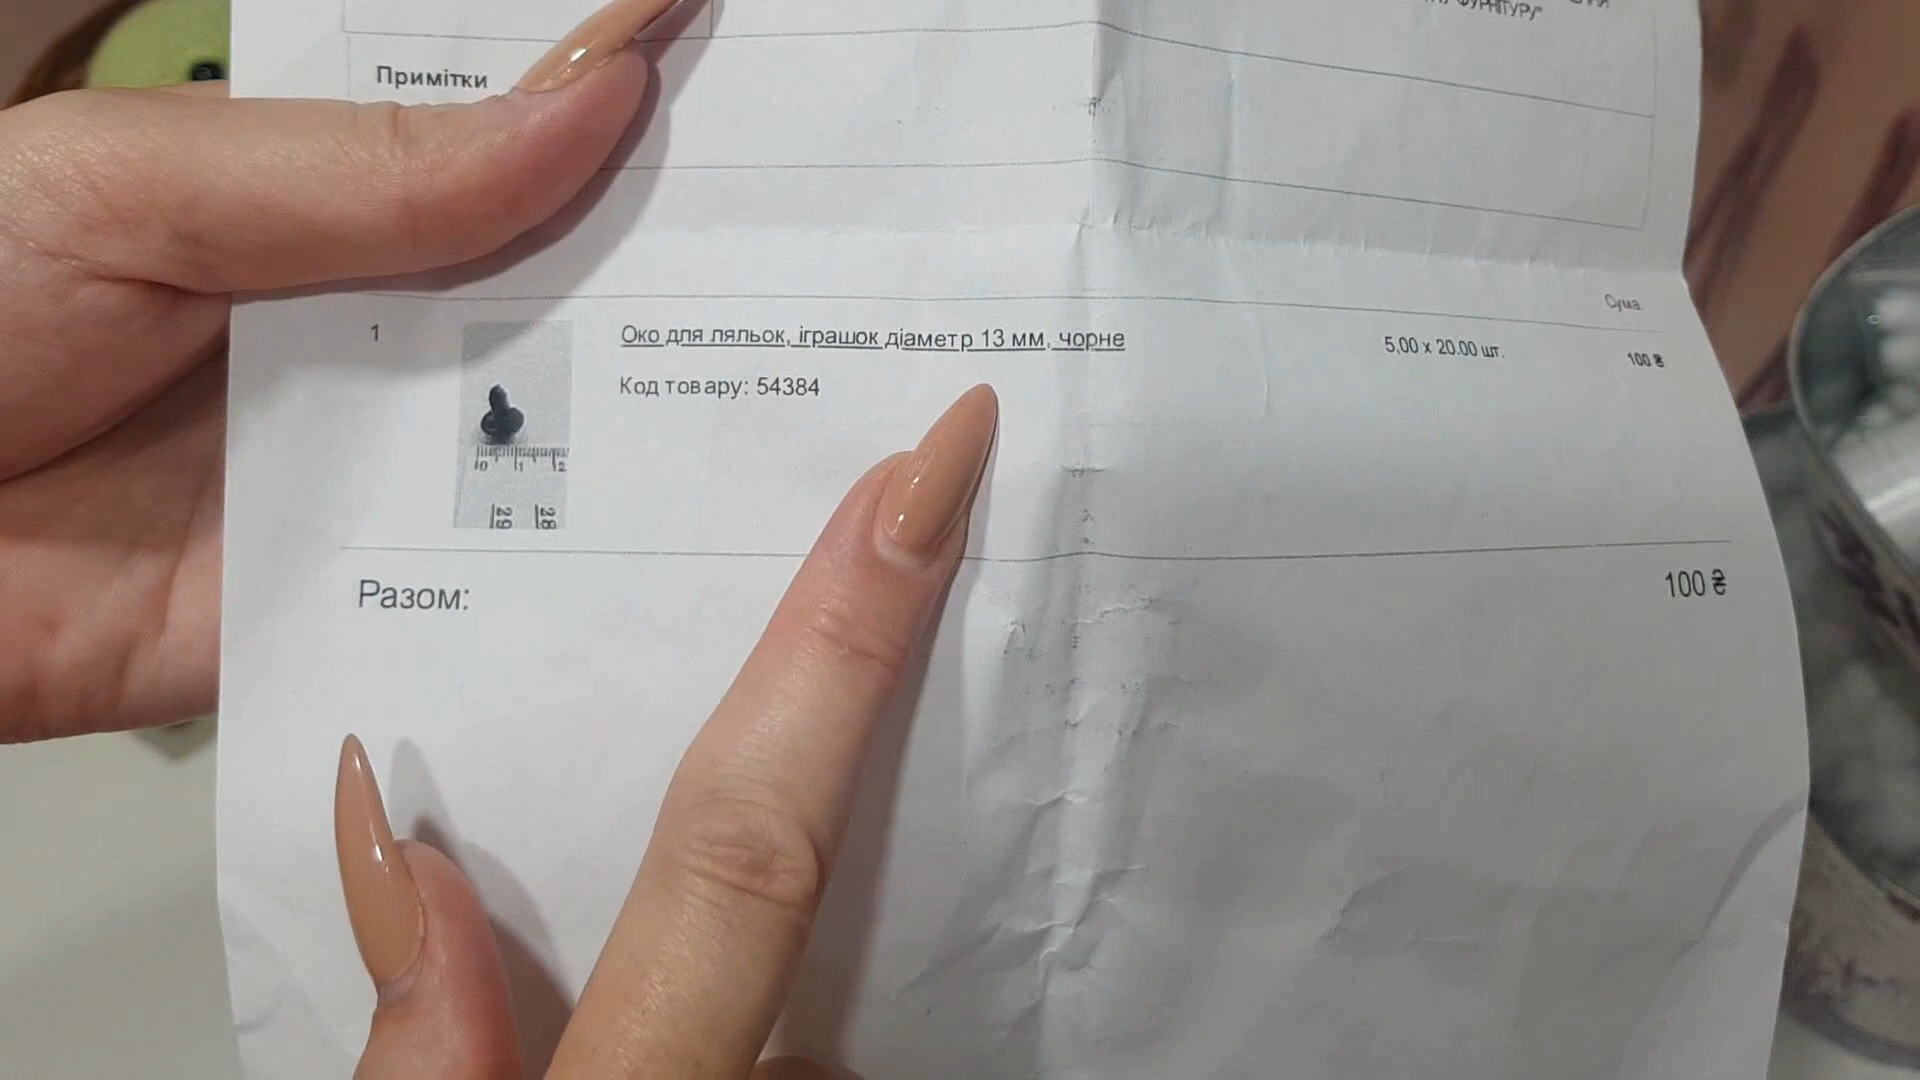 ФУРНІТУРУ"
Примітки
Сума
1
Око для ляльок, іграшок діаметр 13 мм, чорне
5,00 x 20.00 шт.
100 ₴
Код товару: 54384
0 1 2
29 28
Разом:
100 ₴